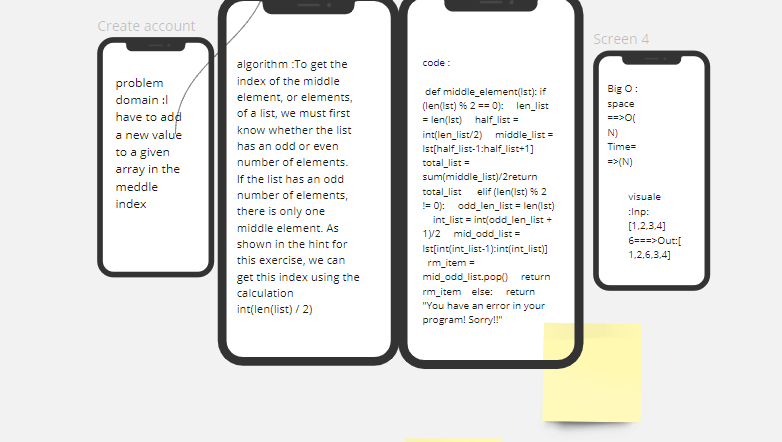 Create account
problem
domain :I
have to add
a new value
to a given
array in the
meddle
index
algorithm :To get the
index of the middle
element, or elements,
of a list, we must first
know whether the list
has an odd or even
number of elements.
If the list has an odd
number of elements,
there is only one
middle element. As
shown in the hint for
this exercise, we can
get this index using the
calculation
int(len(list) / 2)
code :
def middle_element(lst): if
(len(lst) % 2 == 0):    len_list
= len(lst)    half_list =
int(len_list/2)    middle_list =
lst[half_list-1:half_list+1]
total_list =
sum(middle_list)/2return
total_list    elif (len(lst) % 2
!= 0):    odd_len_list = len(lst)
int_list = int(odd_len_list +
1)/2    mid_odd_list =
lst[int(int_list-1):int(int_list)]
rm_item =
mid_odd_list.pop()    return
rm_item  else:    return
"You have an error in your
program! Sorry!!"
Screen 4
Big O :
space
==>O(
N)
Time=
=>(N)
visuale
:Inp:
[1,2,3,4]
6===>Out:[
1,2,6,3,4]